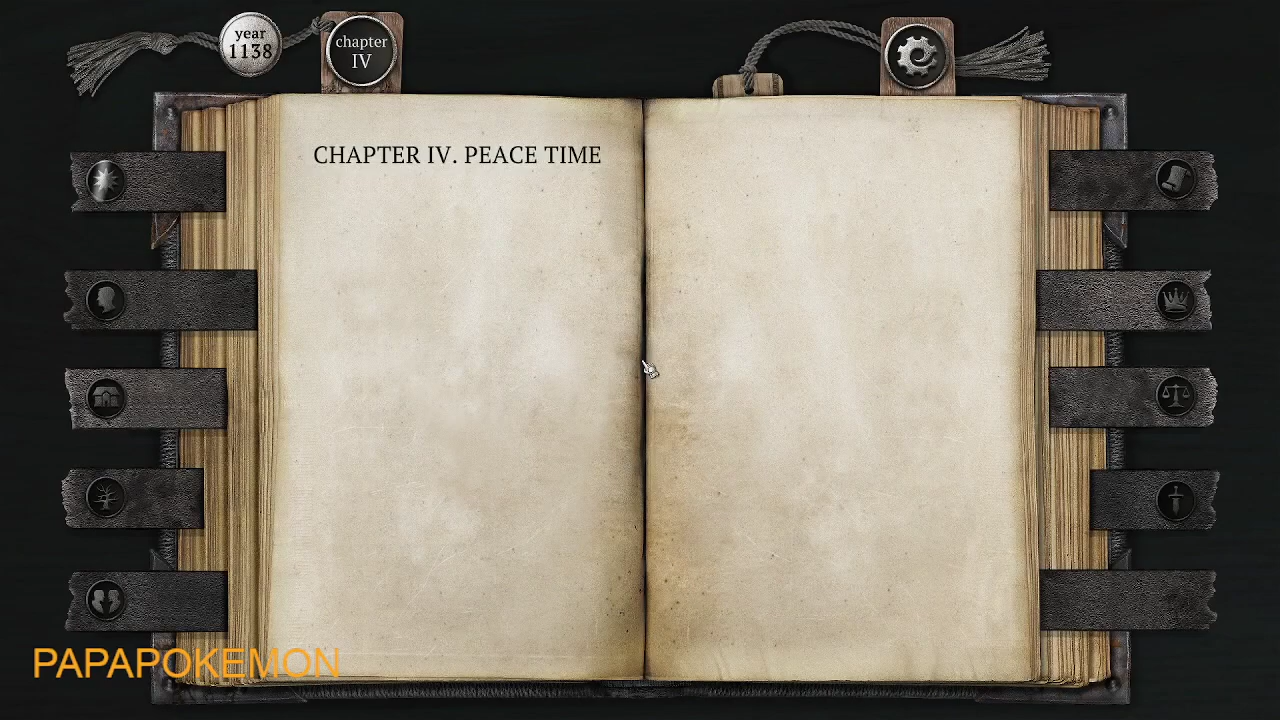 year
1138
chapter
IV
CHAPTER IV. PEACE TIME
PAPAPOKEMON